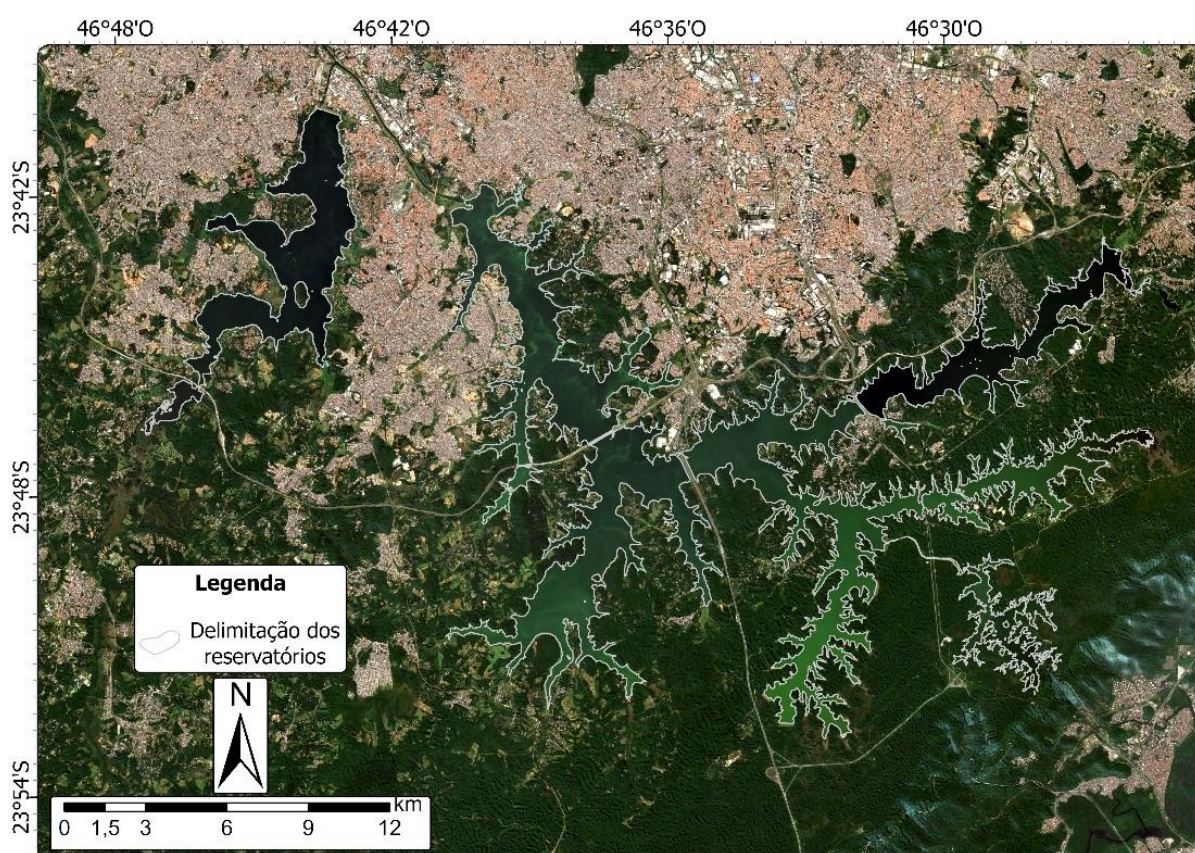 46°48'O 46°42'O 46°36'O 46°30'O
23°42'S
23°48'S
23°54'S
Legenda
Delimitação dos
reservatórios
N
km
0 1,5 3 6 9 12